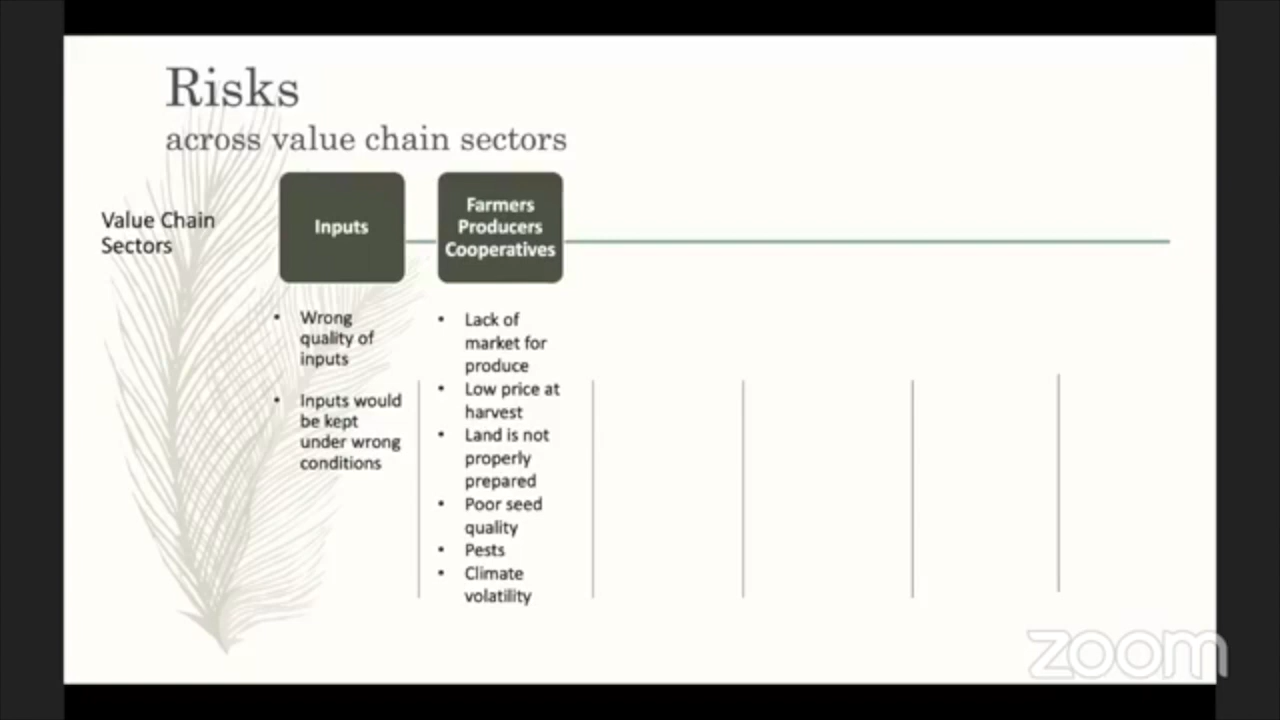 Risks
across value chain sectors
Value Chain
Sectors
Inputs
Farmers
Producers
Cooperatives
• Wrong
quality of
inputs
• Inputs would
be kept
under wrong
conditions
• Lack of
market for
produce
• Low price at
harvest
• Land is not
properly
prepared
• Poor seed
quality
• Pests
• Climate
volatility
zoom